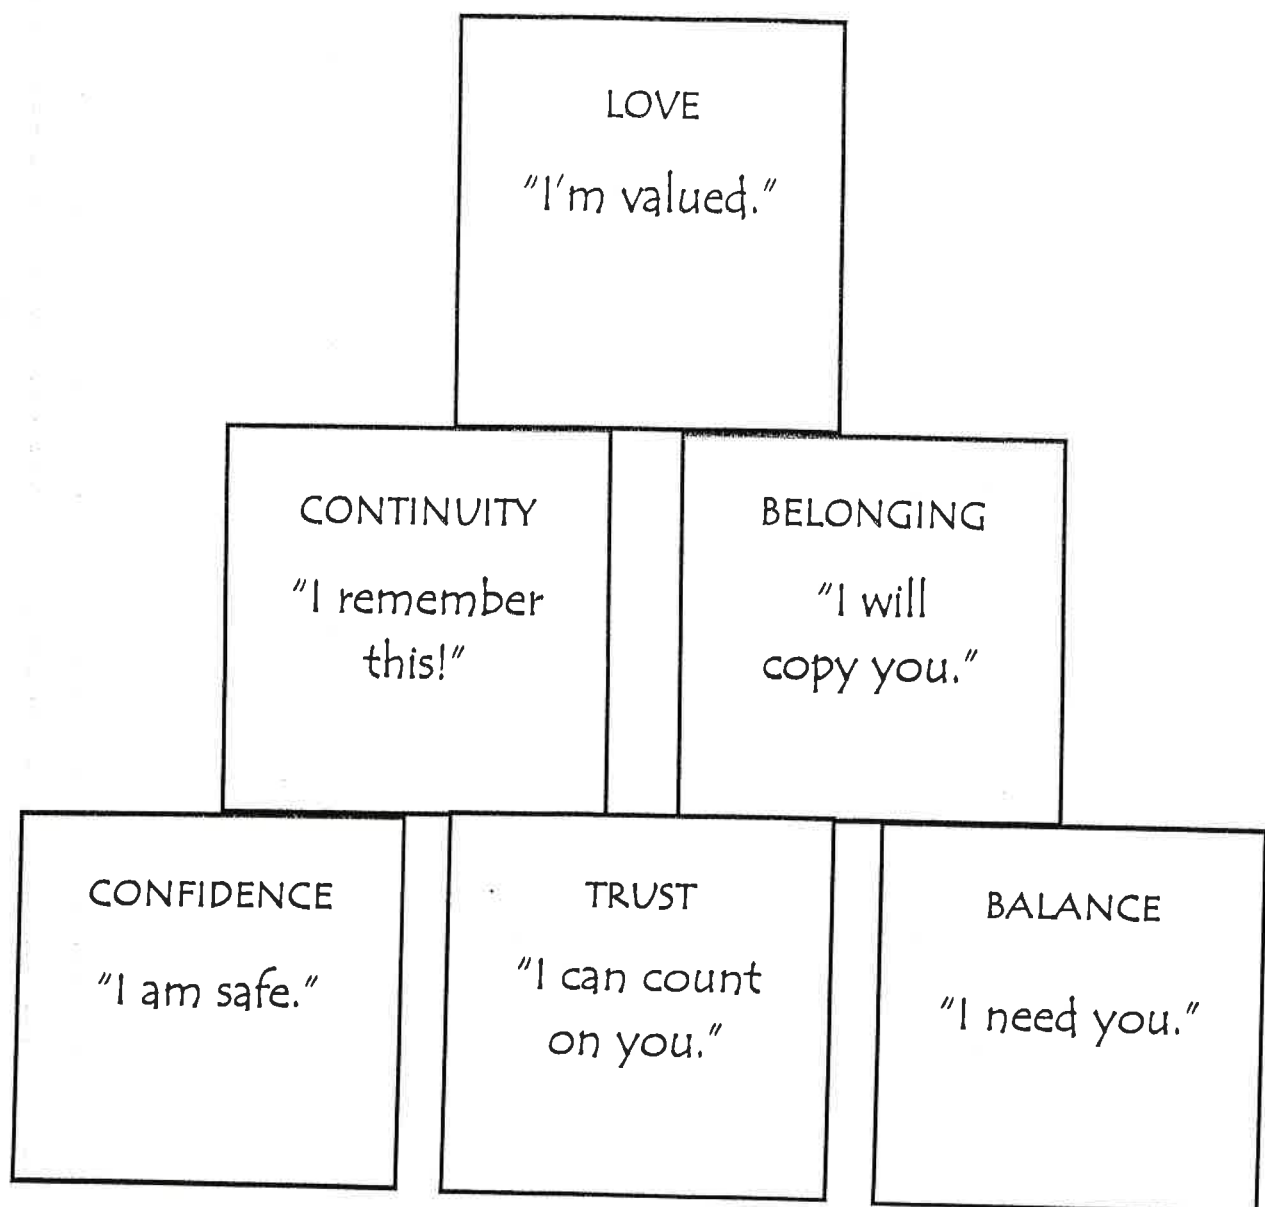 LOVE
"I'm valued."
CONTINUITY
"I remember
this!"
BELONGING
"I will
copy you."
CONFIDENCE
"I am safe."
TRUST
"I can count
on you."
BALANCE
"I need you."